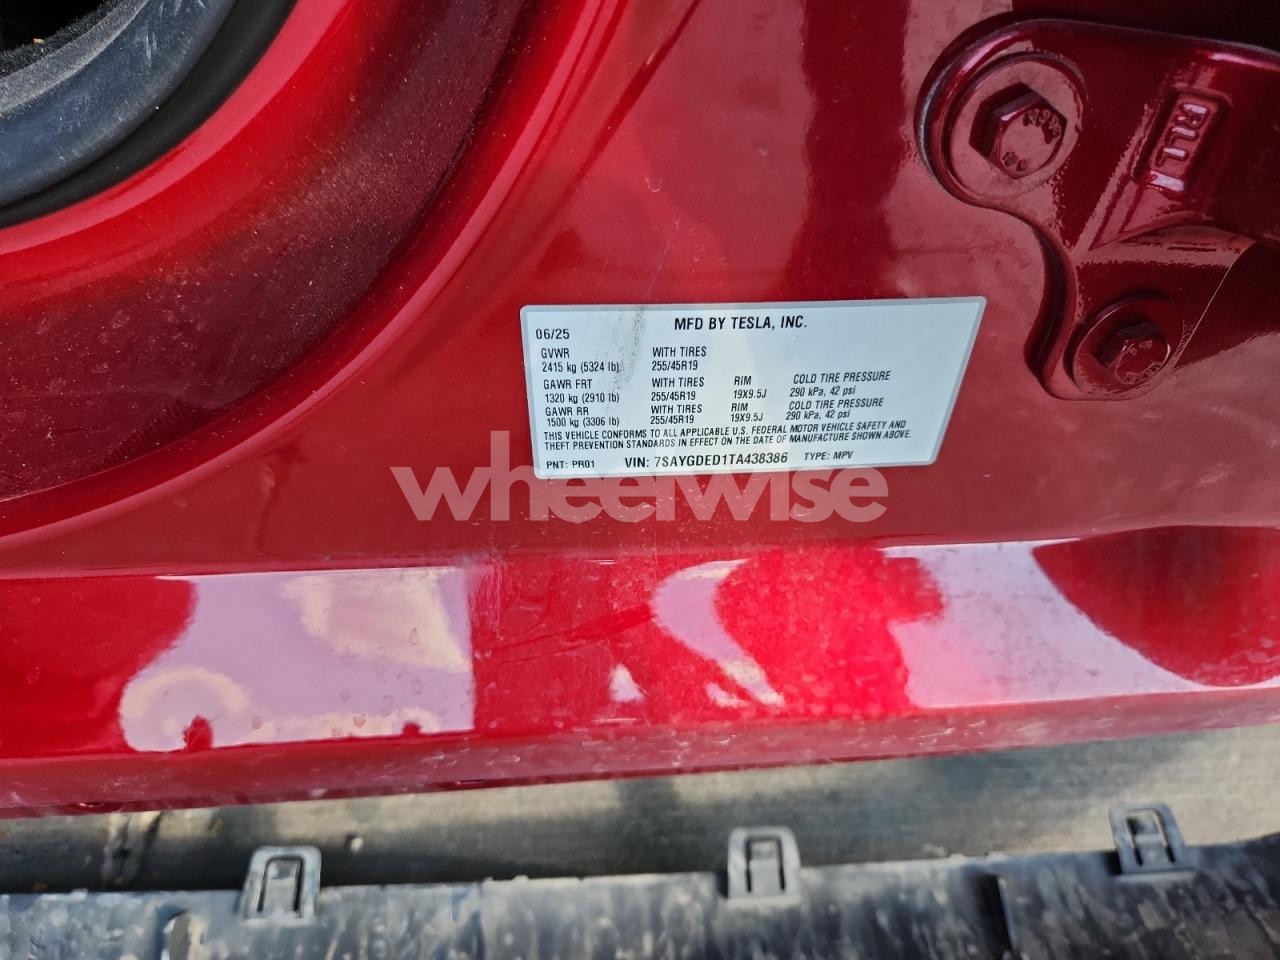 RLL
06/25 MFD BY TESLA, INC.
GVWR WITH TIRES
2415 kg (5324 lb) 255/45R19
GAWR FRT WITH TIRES RIM COLD TIRE PRESSURE
1320 kg (2910 lb) 255/45R19 19X9.5J 290 kPa, 42 psi
GAWR RR WITH TIRES RIM COLD TIRE PRESSURE
1500 kg (3306 lb) 255/45R19 19X9.5J 290 kPa, 42 psi
THIS VEHICLE CONFORMS TO ALL APPLICABLE U.S. FEDERAL MOTOR VEHICLE SAFETY AND
THEFT PREVENTION STANDARDS IN EFFECT ON THE DATE OF MANUFACTURE SHOWN ABOVE.
PNT: PR01 VIN: 7SAYGDED1TA438386 TYPE: MPV
wheelwise